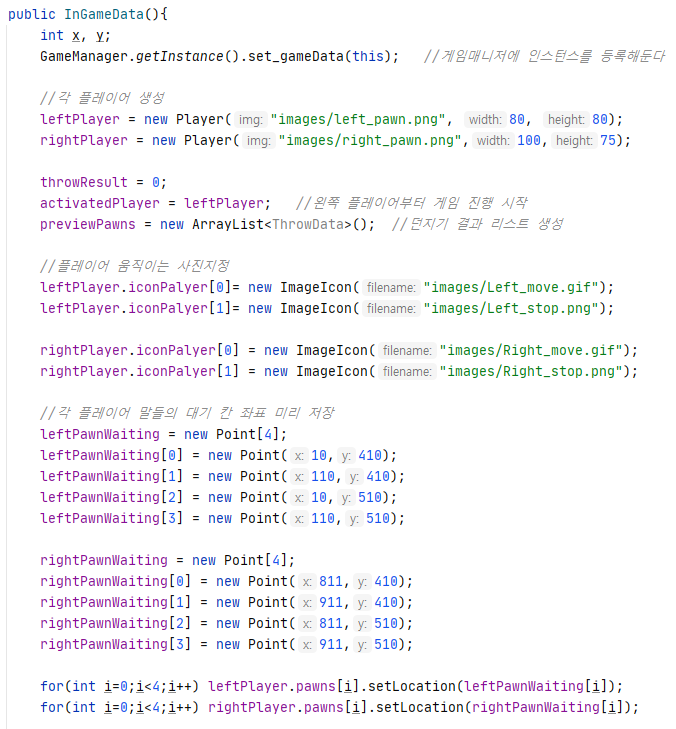 public InGameData(){
int x, y;
GameManager.getInstance().set_gameData(this);   //게임매니저에 인스턴스를 등록해둔다
//각 플레이어 생성
leftPlayer = new Player( img: "images/left_pawn.png",  width: 80,  height: 80);
rightPlayer = new Player( img: "images/right_pawn.png", width: 100, height: 75);
throwResult = 0;
activatedPlayer = leftPlayer;   //왼쪽 플레이어부터 게임 진행 시작
previewPawns = new ArrayList<ThrowData>();  //던지기 결과 리스트 생성
//플레이어 움직이는 사진지정
leftPlayer.iconPalyer[0]= new ImageIcon( filename: "images/Left_move.gif");
leftPlayer.iconPalyer[1]= new ImageIcon( filename: "images/Left_stop.png");
rightPlayer.iconPalyer[0] = new ImageIcon( filename: "images/Right_move.gif");
rightPlayer.iconPalyer[1] = new ImageIcon( filename: "images/Right_stop.png");
//각 플레이어 말들의 대기 칸 좌표 미리 저장
leftPawnWaiting = new Point[4];
leftPawnWaiting[0] = new Point( x: 10, y: 410);
leftPawnWaiting[1] = new Point( x: 110, y: 410);
leftPawnWaiting[2] = new Point( x: 10, y: 510);
leftPawnWaiting[3] = new Point( x: 110, y: 510);
rightPawnWaiting = new Point[4];
rightPawnWaiting[0] = new Point( x: 811, y: 410);
rightPawnWaiting[1] = new Point( x: 911, y: 410);
rightPawnWaiting[2] = new Point( x: 811, y: 510);
rightPawnWaiting[3] = new Point( x: 911, y: 510);
for(int i=0;i<4;i++) leftPlayer.pawns[i].setLocation(leftPawnWaiting[i]);
for(int i=0;i<4;i++) rightPlayer.pawns[i].setLocation(rightPawnWaiting[i]);